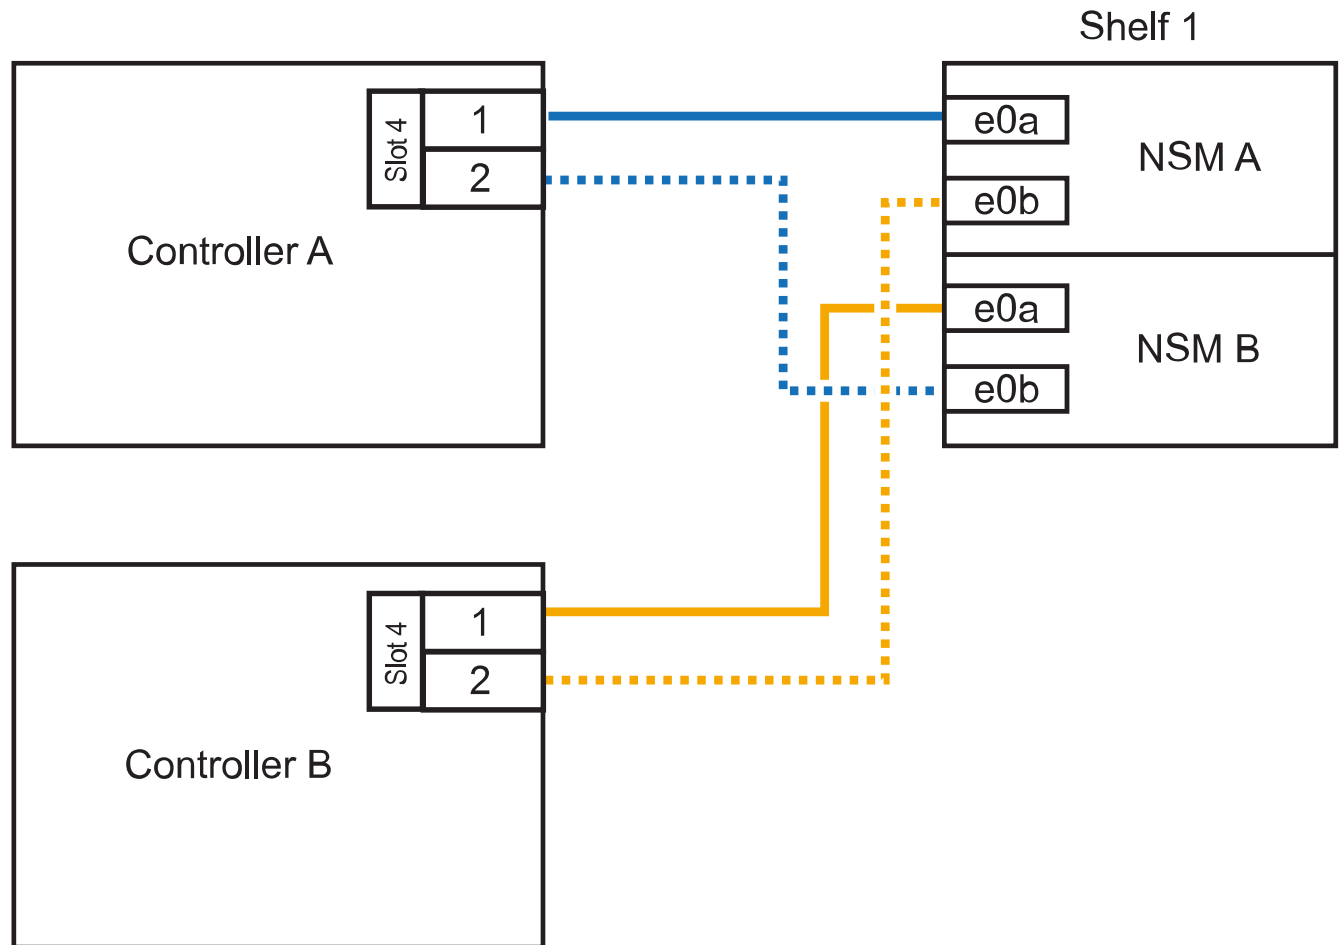 Shelf 1
Slot 4
1
2
Controller A
e0a
e0b
NSM A
e0a
e0b
NSM B
Slot 4
1
2
Controller B